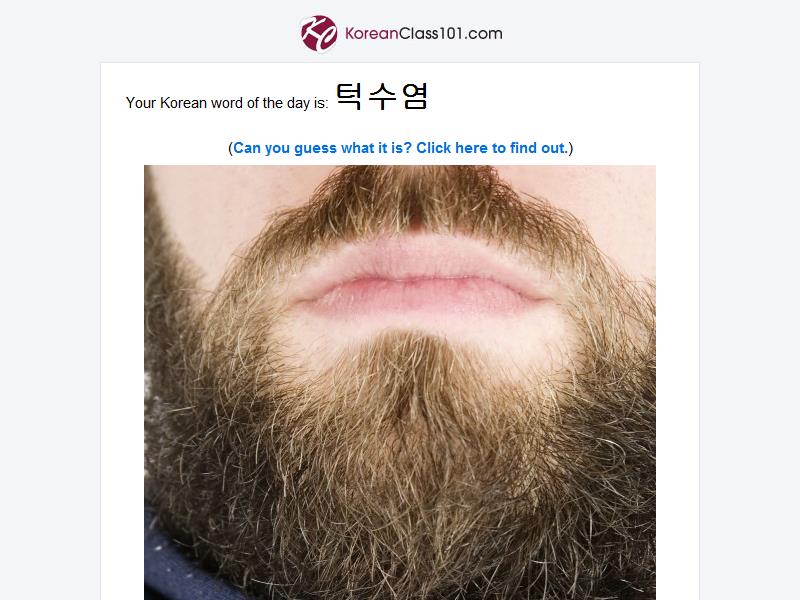 KoreanClass101.com
Your Korean word of the day is: 턱수염
(Can you guess what it is? Click here to find out.)